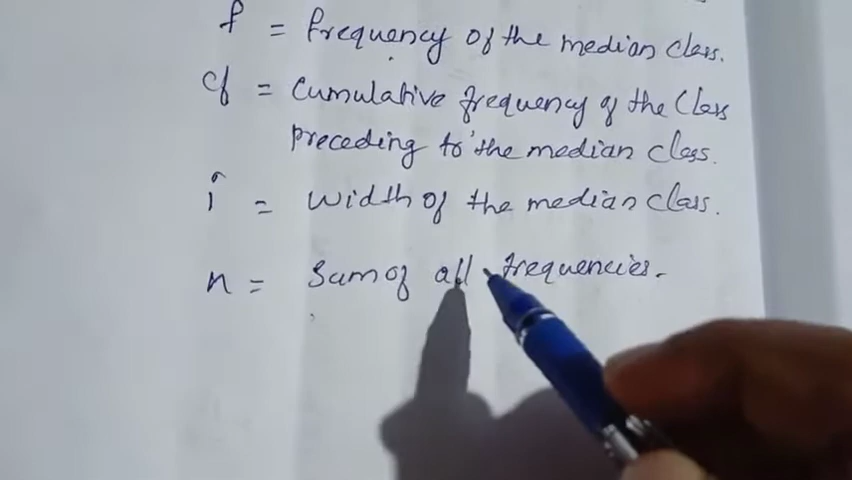 f = frequency of the median class.
cf = cumulative frequency of the class
preceding to the median class.
i = width of the median class.
n = sum of all frequencies.